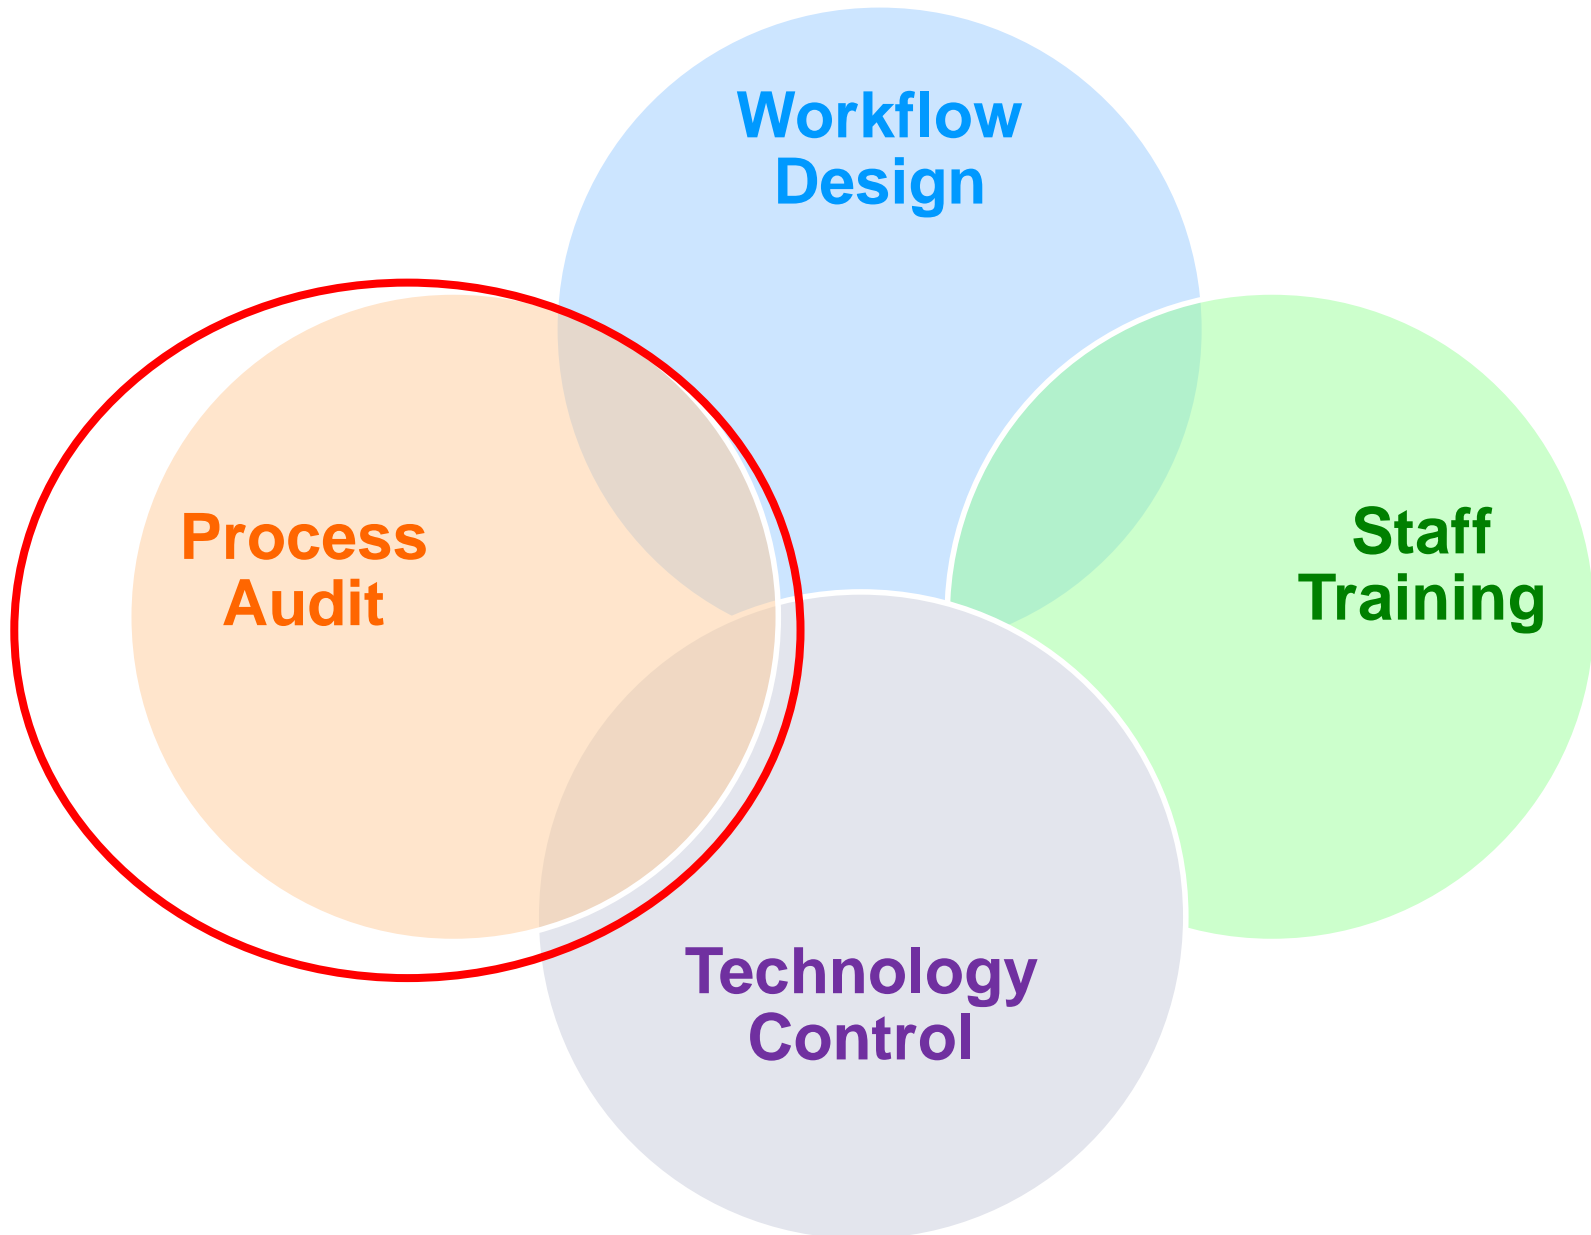 Workflow
Design
Process
Audit
Staff
Training
Technology
Control